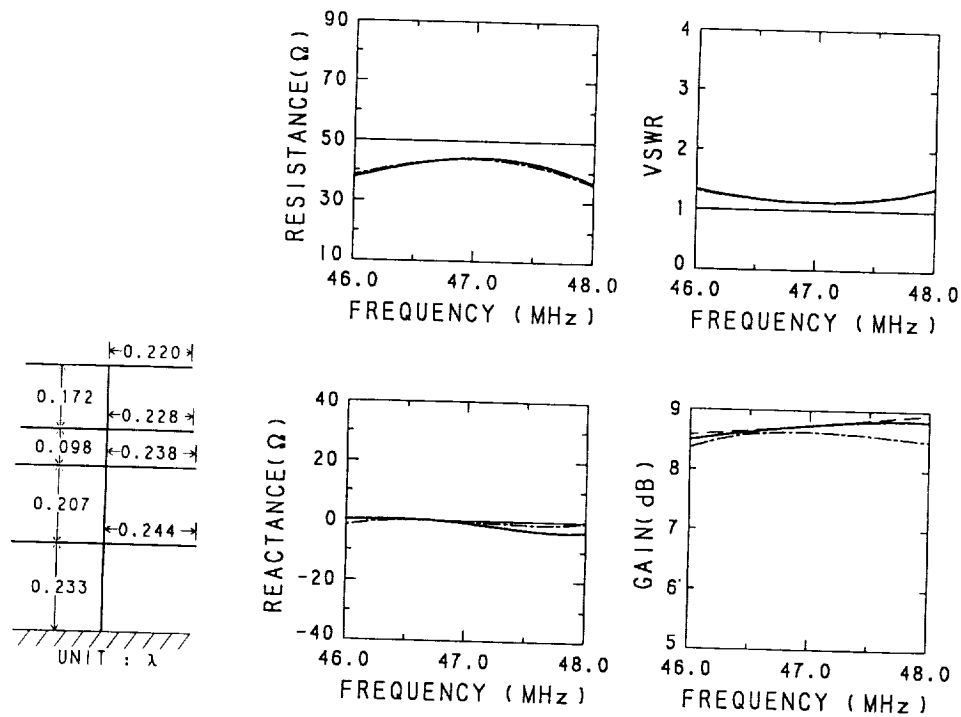 RESISTANCE(Ω)
90
70
50
30
10
46.0 47.0 48.0
FREQUENCY (MHz)
VSWR
4
3
2
1
0
46.0 47.0 48.0
FREQUENCY (MHz)
0.220
0.172
0.228
0.098
0.238
0.207
0.244
0.233
UNIT : λ
REACTANCE(Ω)
40
20
0
-20
-40
46.0 47.0 48.0
FREQUENCY (MHz)
GAIN(dB)
9
8
7
6
5
46.0 47.0 48.0
FREQUENCY (MHz)